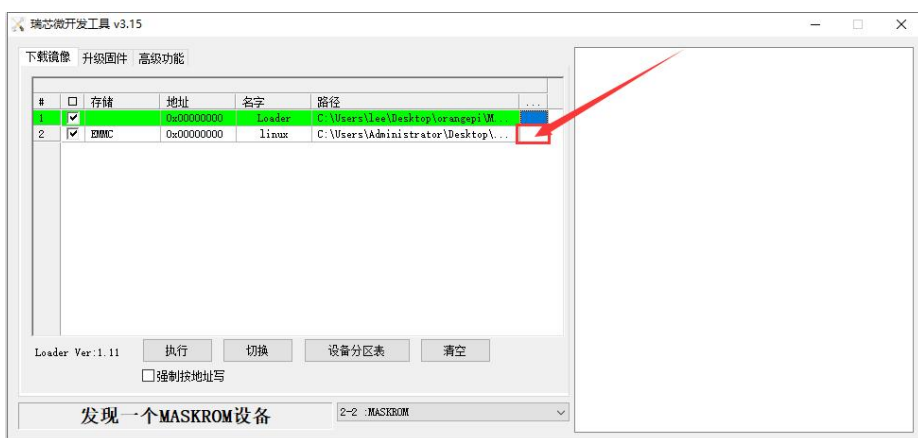 瑞芯微开发工具 v3.15
下载镜像 升级固件 高级功能
# 存储 地址 名字 路径 ...
1 0x00000000 Loader C:\Users\lee\Desktop\orangepi\M...
2 EMMC 0x00000000 linux C:\Users\Administrator\Desktop\...
Loader Ver:1.11 执行 切换 设备分区表 清空
强制按地址写
发现一个MASKROM设备 2-2 :MASKROM